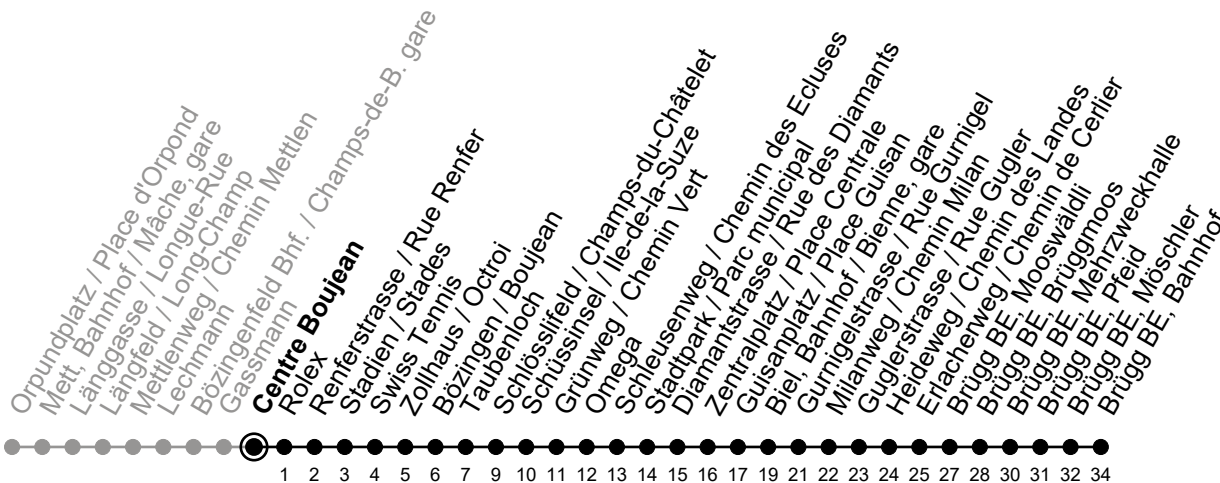 Orpundplatz / Place d'Orpond
Mett, Bahnhof / Mâche, gare
Länggasse / Longue-Rue
Längfeld / Long-Champ
Mettlenweg / Chemin Mettlen
Lechmann
Bözingenfeld Bhf. / Champs-de-B. gare
Gassmann
Centre Boujean
Rolex
Renferstrasse / Rue Renfer
Stadien / Stades
Swiss Tennis
Zollhaus / Octroi
Bözingen / Boujean
Taubenloch
Schlösslifeld / Champs-du-Châtelet
Schüssinsel / Ile-de-la-Suze
Grünweg / Chemin Vert
Omega
Schleusenweg / Chemin des Ecluses
Stadtpark / Parc municipal
Diamantstrasse / Rue des Diamants
Zentralplatz / Place Centrale
Guisanplatz / Place Guisan
Biel, Bahnhof / Bienne, gare
Gurnigelstrasse / Rue Gurnigel
Milanweg / Chemin Milan
Guglerstrasse / Rue Gugler
Heideweg / Chemin des Landes
Erlacherweg / Chemin de Cerlier
Brügg BE, Mooswäldli
Brügg BE, Brüggmoos
Brügg BE, Mehrzweckhalle
Brügg BE, Pfeid
Brügg BE, Möschler
Brügg BE, Bahnhof
1 2 3 4 5 6 7 9 10 11 12 13 14 15 16 17 19 21 22 23 24 25 27 28 30 31 32 34